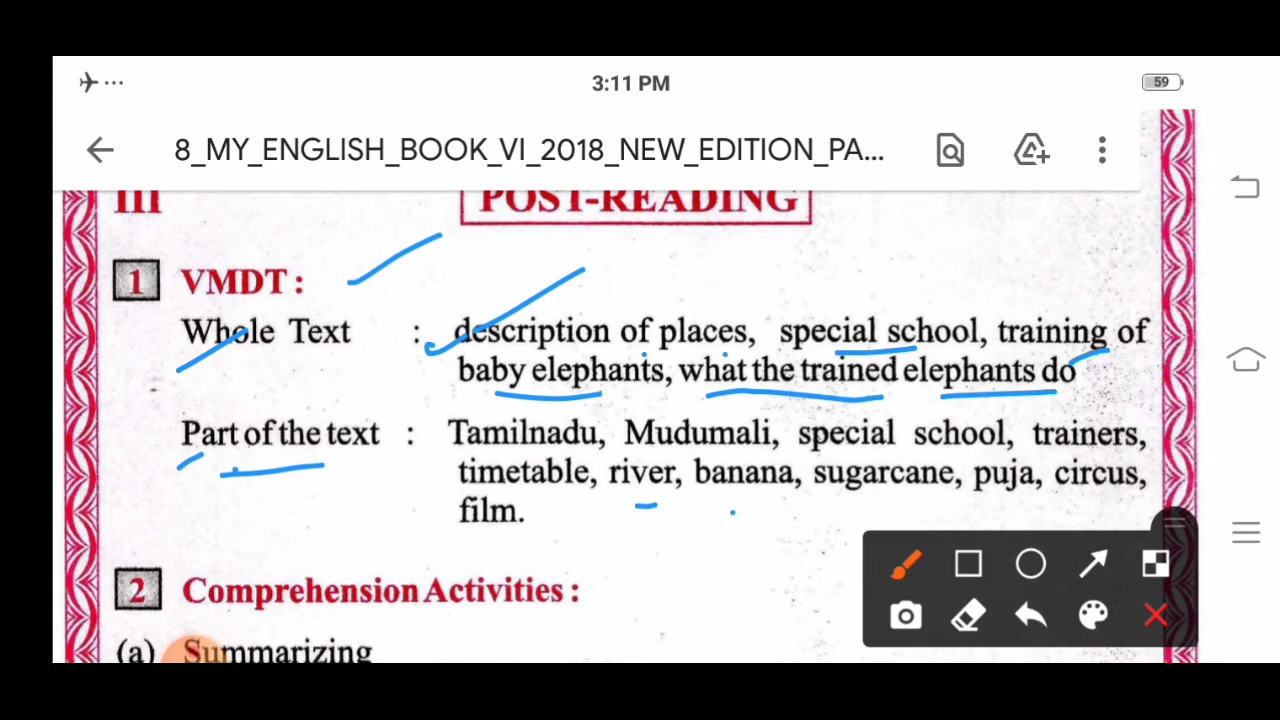 3:11 PM
59
8_MY_ENGLISH_BOOK_VI_2018_NEW_EDITION_PA...
III POST-READING
1 VMDT :
Whole Text : description of places, special school, training of
baby elephants, what the trained elephants do
Part of the text : Tamilnadu, Mudumali, special school, trainers,
timetable, river, banana, sugarcane, puja, circus,
film.
2 Comprehension Activities :
(a) Summarizing